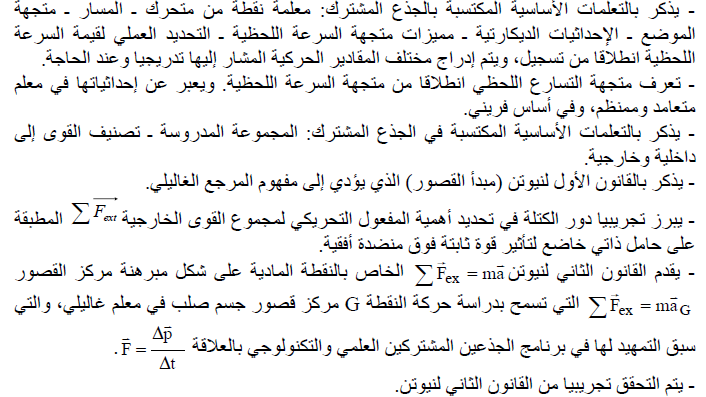 - يذكر بالتعلمات الأساسية المكتسبة بالجذع المشترك: معلمة نقطة من متحرك ـ المسار ـ متجهة
الموضع ـ الإحداثيات الديكارتية ـ مميزات متجهة السرعة اللحظية ـ التحديد العملي لقيمة السرعة
اللحظية انطلاقا من تسجيل، ويتم إدراج مختلف المقادير الحركية المشار إليها تدريجيا وعند الحاجة.
- تعرف متجهة التسارع اللحظي انطلاقا من متجهة السرعة اللحظية. ويعبر عن إحداثياتها في معلم
متعامد وممنظم، وفي أساس فريني.
- يذكر بالتعلمات الأساسية المكتسبة في الجذع المشترك: المجموعة المدروسة ـ تصنيف القوى إلى
داخلية وخارجية.
- يذكر بالقانون الأول لنيوتن (مبدأ القصور) الذي يؤدي إلى مفهوم المرجع الغاليلي.
- يبرز تجريبيا دور الكتلة في تحديد أهمية المفعول التحريكي لمجموع القوى الخارجية $\sum \overrightarrow{F_{ext}}$ المطبقة
على حامل ذاتي خاضع لتأثير قوة ثابتة فوق منضدة أفقية.
- يقدم القانون الثاني لنيوتن $\sum \vec{F}_{ex} = m\vec{a}$ الخاص بالنقطة المادية على شكل مبرهنة مركز القصور
$\sum \vec{F}_{ex} = m\vec{a}_G$ التي تسمح بدراسة حركة النقطة G مركز قصور جسم صلب في معلم غاليلي، والتي
سبق التمهيد لها في برنامج الجذعين المشتركين العلمي والتكنولوجي بالعلاقة $\vec{F} = \frac{\Delta \vec{p}}{\Delta t}$ .
- يتم التحقق تجريبيا من القانون الثاني لنيوتن.